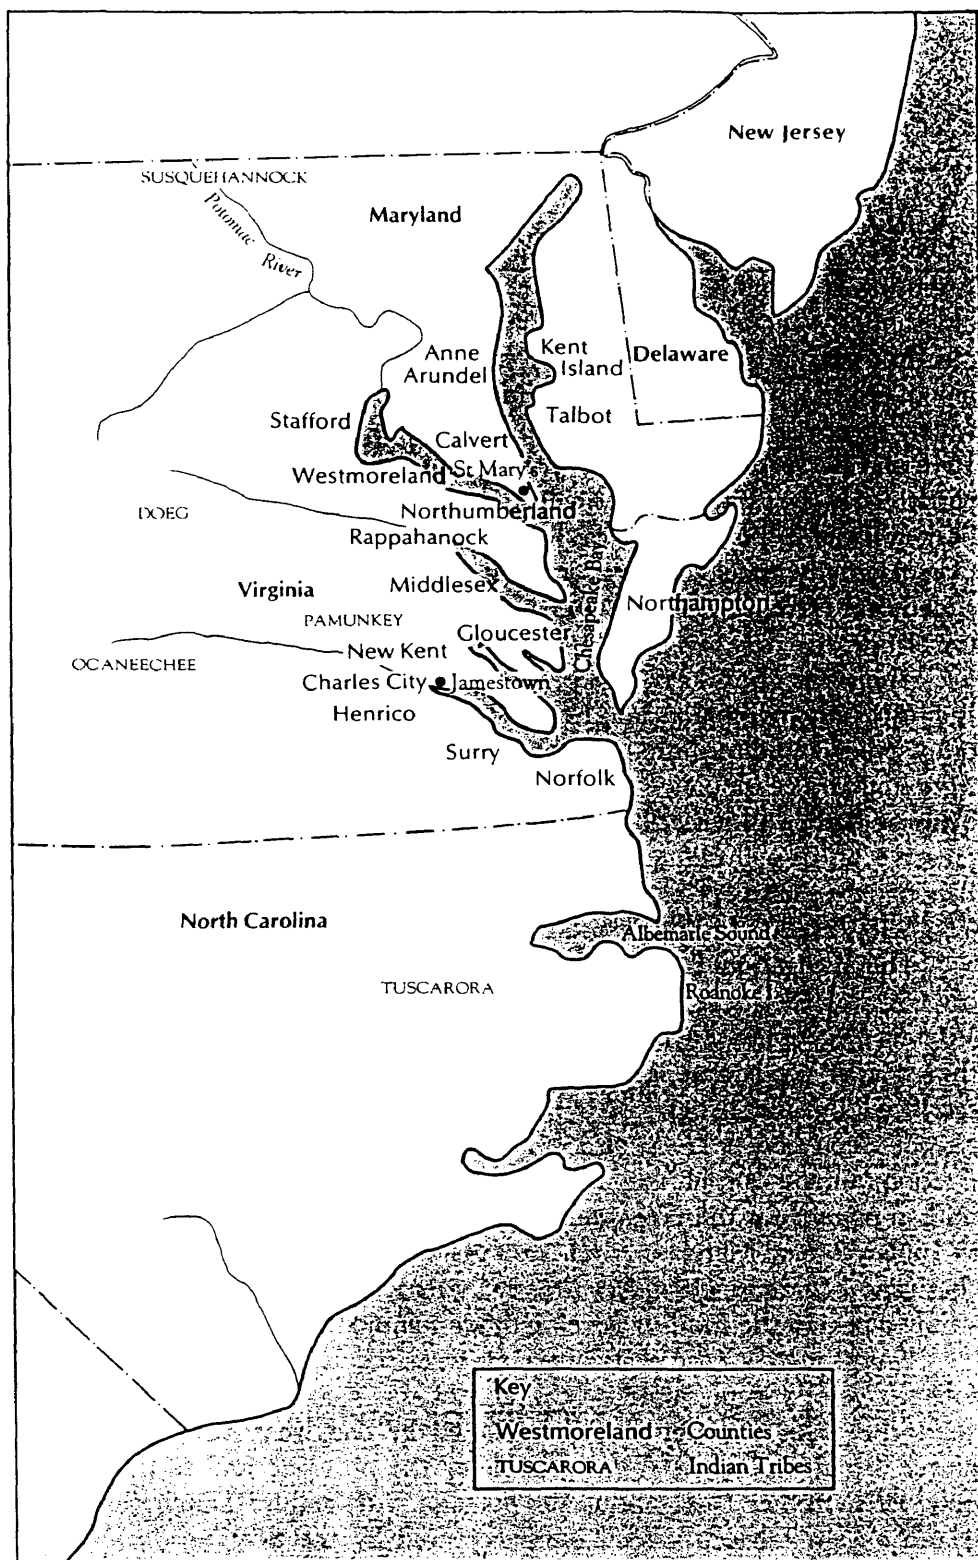 New Jersey
SUSQUEHANNOCK
Potomac River
Maryland
Kent
Island
Delaware
Anne
Arundel
Talbot
Stafford
Calvert
Westmoreland
St Mary's
Northumberland
DOEG
Rappahanock
Chesapeake Bay
Middlesex
Virginia
Northampton
PAMUNKEY
Gloucester
New Kent
OCANEECHEE
Charles City
Jamestown
Henrico
Surry
Norfolk
North Carolina
Albemarle Sound
TUSCARORA
Roanoke I
Key
Westmoreland Counties
TUSCARORA Indian Tribes